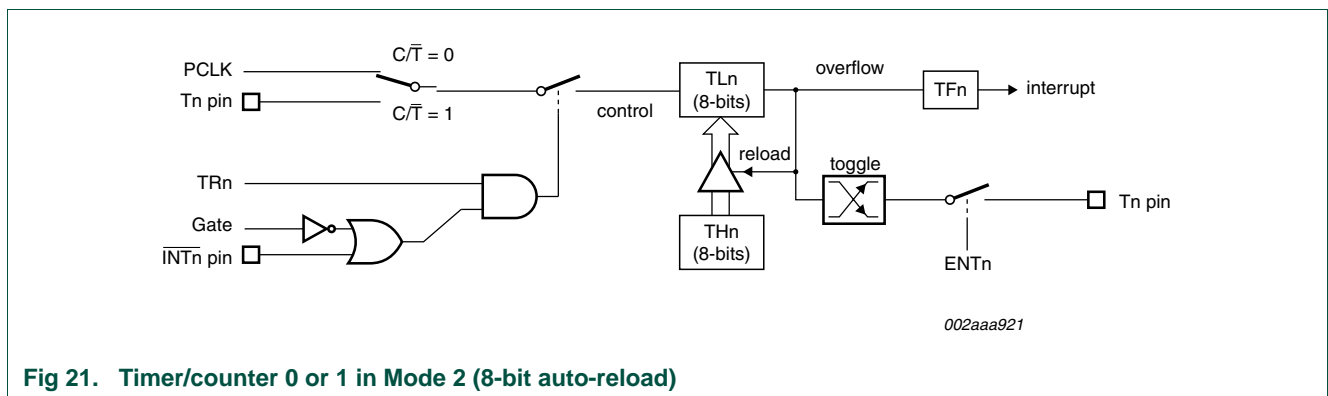 C/T̅ = 0
PCLK
Tn pin
C/T̅ = 1
control
TLn
(8-bits)
overflow
TFn
interrupt
reload
toggle
TRn
Gate
I̅N̅T̅n̅ pin
THn
(8-bits)
Tn pin
ENTn
002aaa921
Fig 21. Timer/counter 0 or 1 in Mode 2 (8-bit auto-reload)